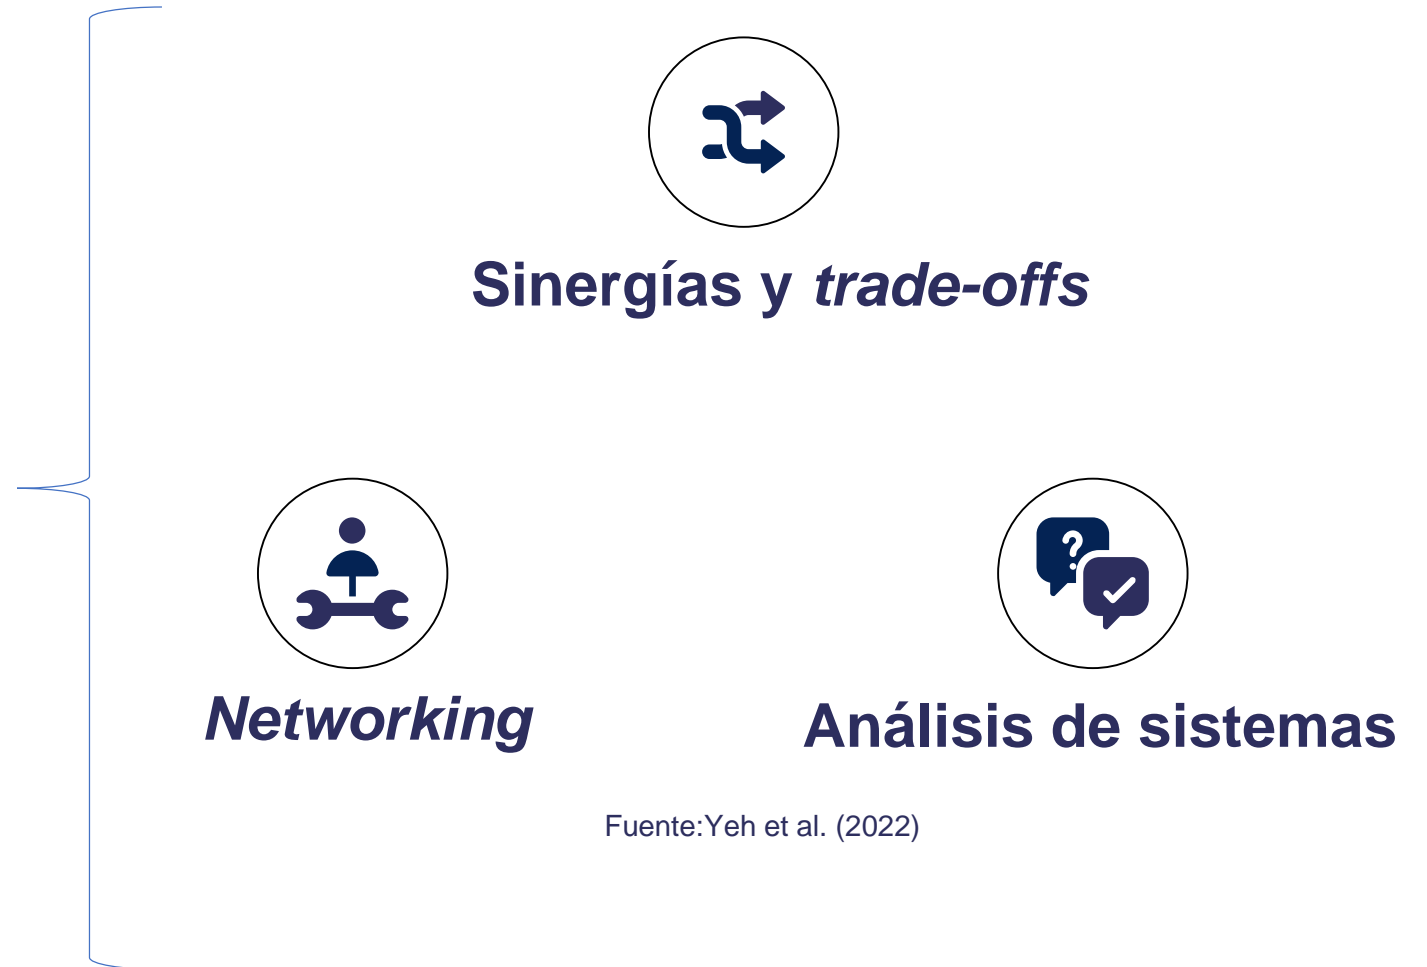 Sinergías y trade-offs
Networking
Análisis de sistemas
Fuente:Yeh et al. (2022)